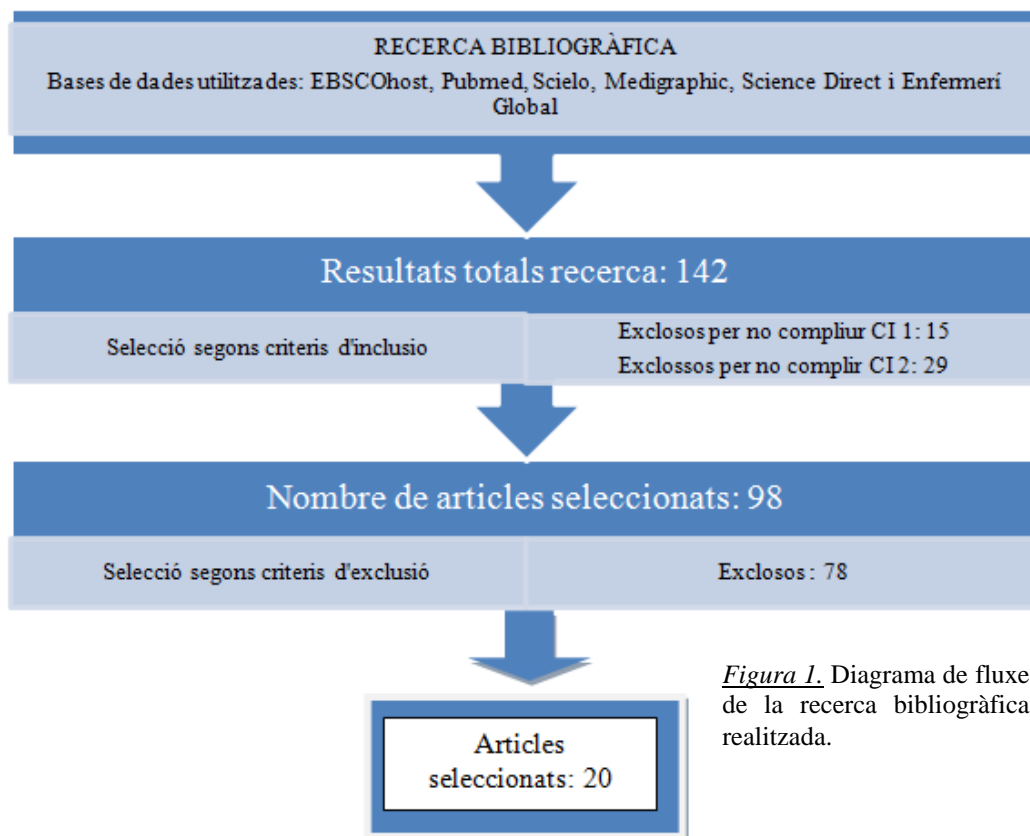 RECERCA BIBLIOGRÀFICA
Bases de dades utilitzades: EBSCOhost, Pubmed, Scielo, Medigraphic, Science Direct i Enfermerí
Global
Resultats totals recerca: 142
Selecció segons criteris d'inclusio
Exclosos per no compliur CI 1: 15
Exclossos per no complir CI 2: 29
Nombre de articles seleccionats: 98
Selecció segons criteris d'exclusió
Exclosos : 78
Figura 1. Diagrama de fluxe
de la recerca bibliogràfica
realitzada.
Articles
seleccionats: 20